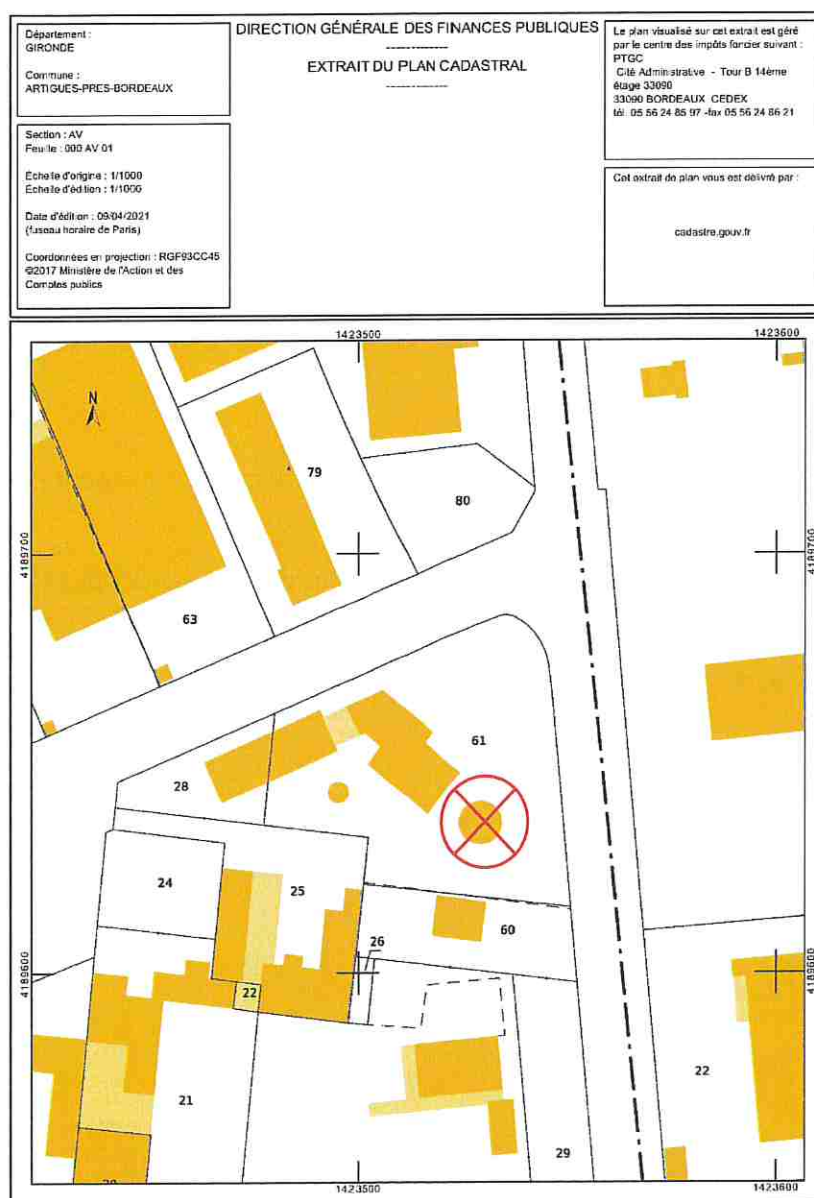 Département :
GIRONDE
Commune :
ARTIGUES-PRES-BORDEAUX
Section : AV
Feuille : 000 AV 01
Échelle d'origine : 1/1000
Échelle d'édition : 1/1000
Date d'édition : 09/04/2021
(fuseau horaire de Paris)
Coordonnées en projection : RGF93CC45
©2017 Ministère de l'Action et des
Comptes publics
DIRECTION GÉNÉRALE DES FINANCES PUBLIQUES
-------------
EXTRAIT DU PLAN CADASTRAL
-------------
Le plan visualisé sur cet extrait est géré
par le centre des impôts foncier suivant :
PTGC
Cité Administrative - Tour B 14ème
étage 33090
33090 BORDEAUX CEDEX
tél. 05 56 24 85 97 -fax 05 56 24 86 21
Cet extrait de plan vous est délivré par :
cadastre.gouv.fr
1423500
1423600
N
79
80
4189700
4189700
63
61
28
24
25
26
60
4189600
4189600
22
22
21
29
1423500
1423600